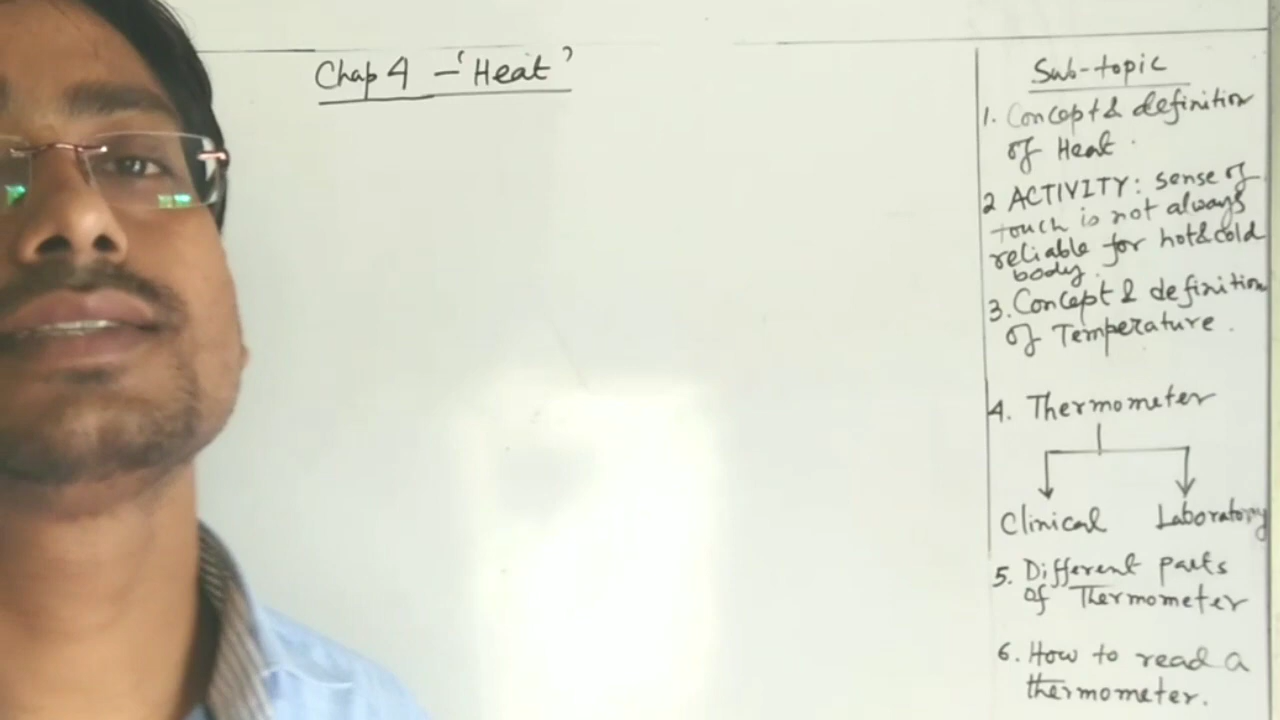 Chap 4 - 'Heat'
Sub-topic
1. Concept & definition
of Heat.
2 ACTIVITY: sense of
touch is not always
reliable for hot & cold
body.
3. Concept & definition
of Temperature.
4. Thermometer
Clinical Laboratory
5. Different parts
of Thermometer
6. How to read a
thermometer.